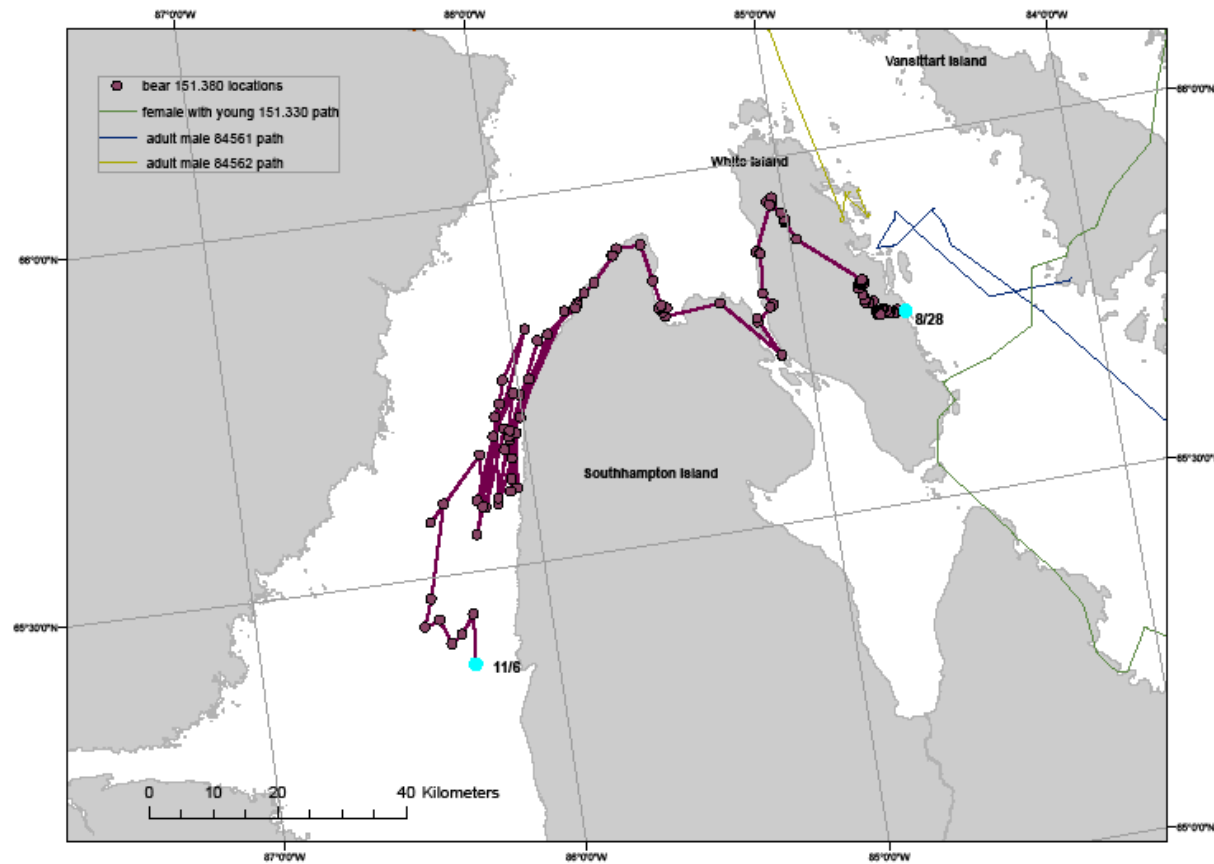 87°0'0"W
86°0'0"W
85°0'0"W
84°0'0"W
Vansittart Island
bear 151.380 locations
female with young 151.330 path
adult male 84561 path
adult male 84562 path
66°0'0"N
White Island
66°0'0"N
8/28
65°30'0"N
Southhampton Island
65°30'0"N
11/6
0 10 20 40 Kilometers
65°0'0"N
87°0'0"W
86°0'0"W
85°0'0"W